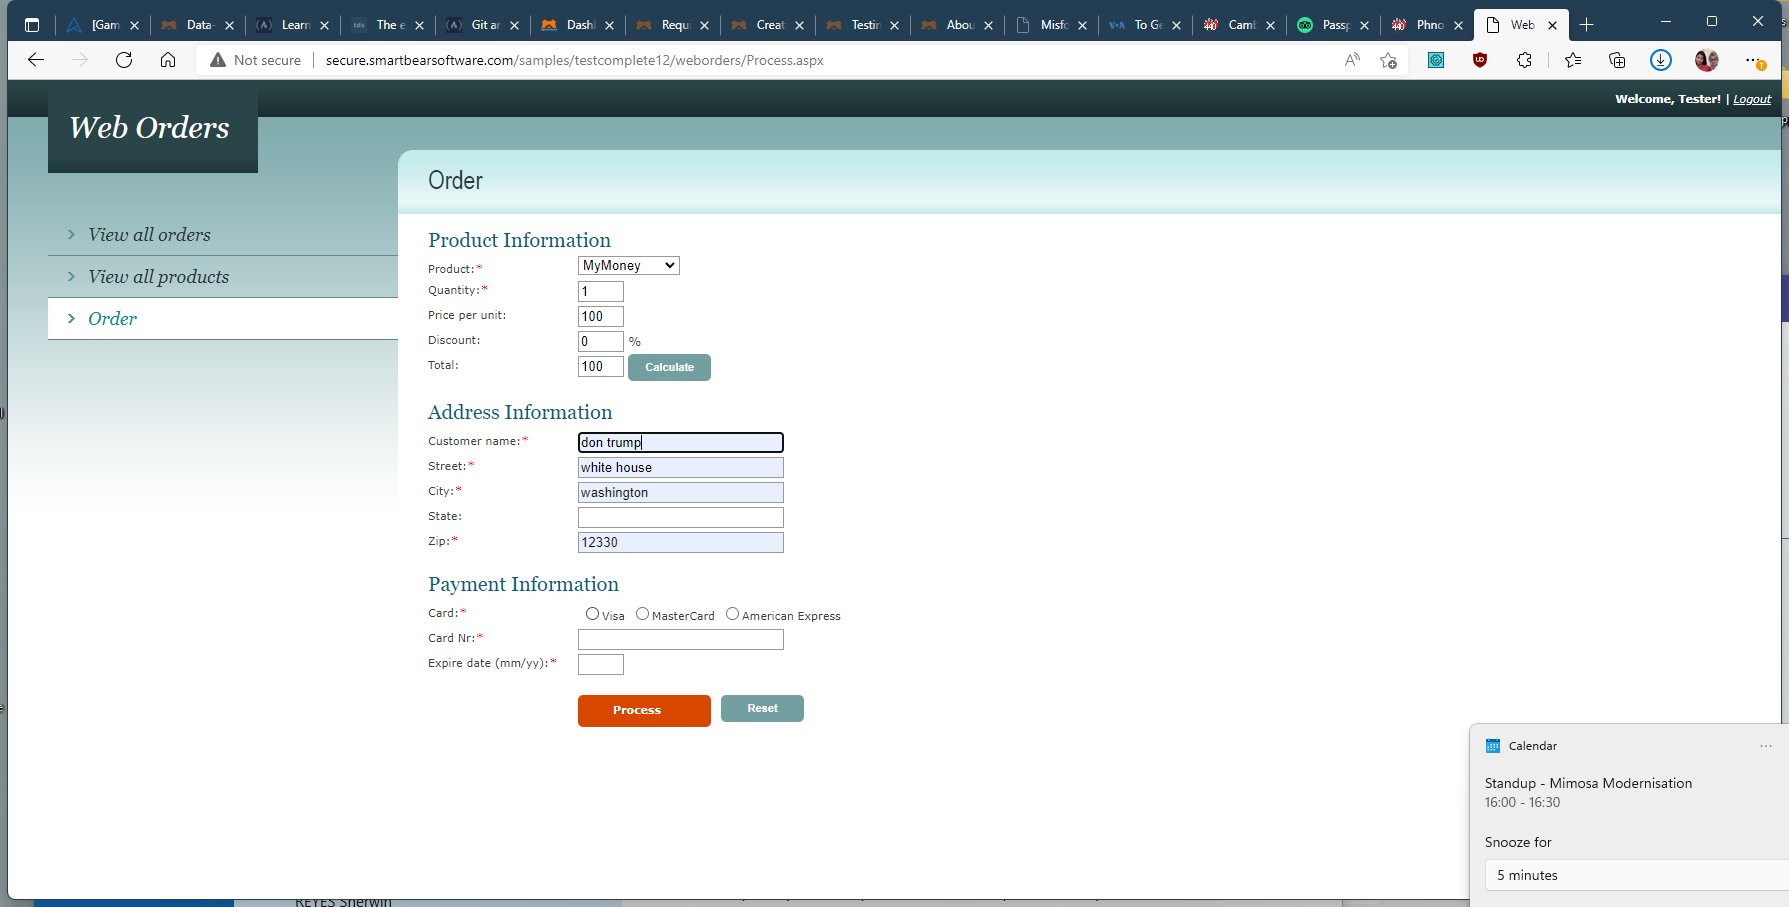 [Gam
Data-
Learn
tds
The e
Git ar
Dash
Requ
Creat
Testin
Abou
Misfo
VOA
To Ge
Camb
Passp
Phno
Web
Not secure
secure.smartbearsoftware.com/samples/testcomplete12/weborders/Process.aspx
Welcome, Tester! | Logout
Web Orders
View all orders
View all products
Order
Order
Product Information
Product:* MyMoney
Quantity:* 1
Price per unit: 100
Discount: 0 %
Total: 100 Calculate
Address Information
Customer name:* don trump
Street:* white house
City:* washington
State:
Zip:* 12330
Payment Information
Card:* Visa MasterCard American Express
Card Nr:*
Expire date (mm/yy):*
Process Reset
Calendar
Standup - Mimosa Modernisation
16:00 - 16:30
Snooze for
5 minutes
REYES Sherwin